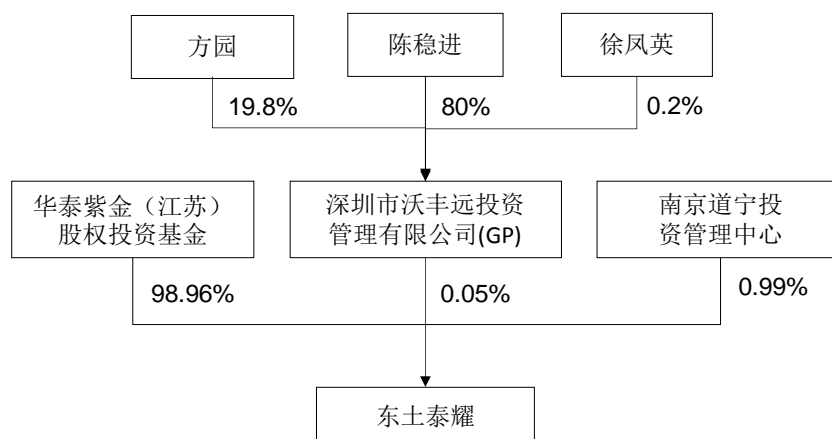 方园
陈稳进
徐凤英
19.8%
80%
0.2%
华泰紫金（江苏）
股权投资基金
深圳市沃丰远投资
管理有限公司(GP)
南京道宁投
资管理中心
98.96%
0.05%
0.99%
东土泰耀